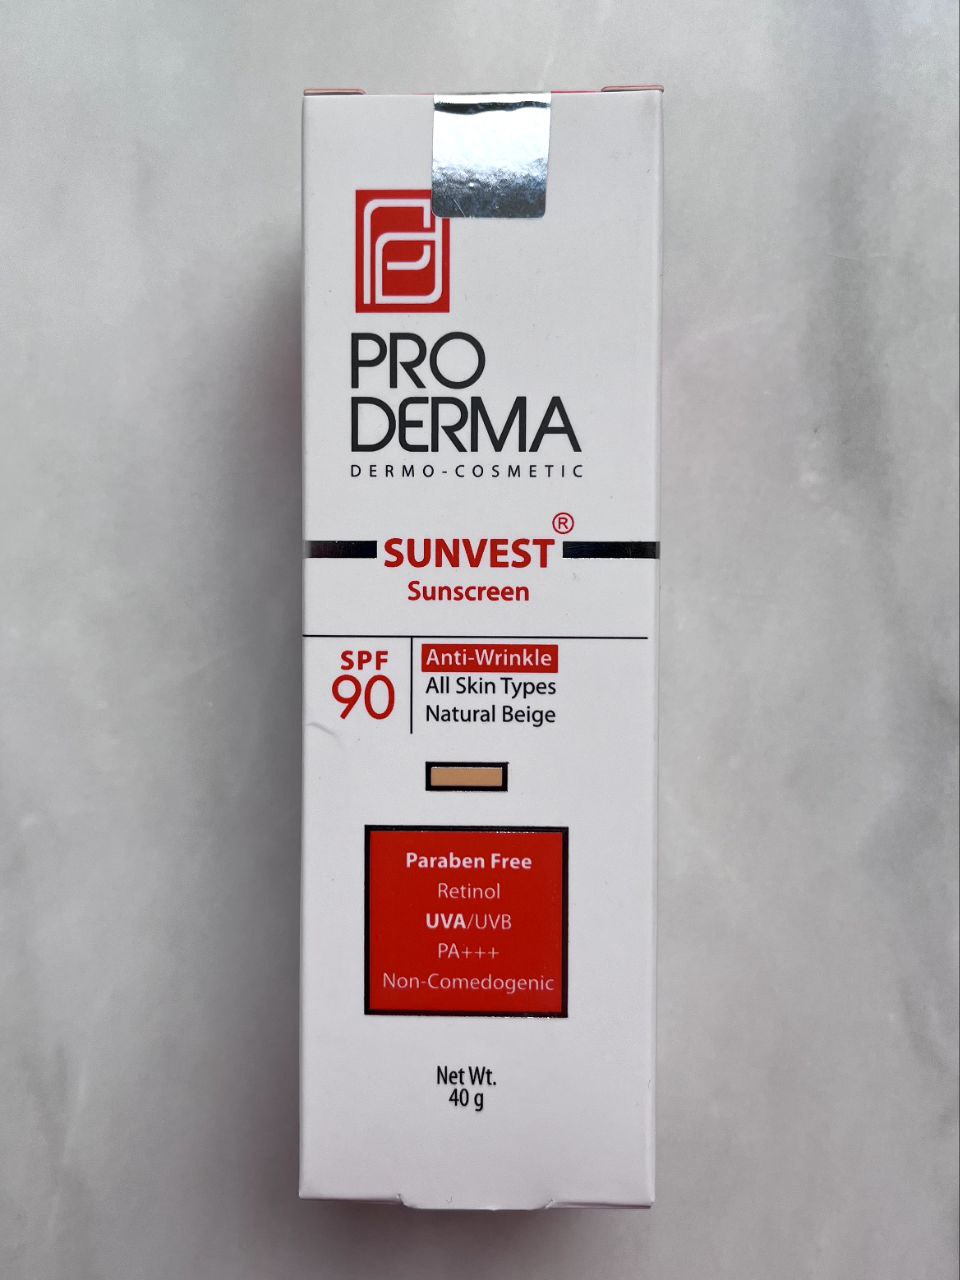 PRO
DERMA
DERMO-COSMETIC
SUNVEST®
Sunscreen
SPF
90
Anti-Wrinkle
All Skin Types
Natural Beige
Paraben Free
Retinol
UVA/UVB
PA+++
Non-Comedogenic
Net Wt.
40 g